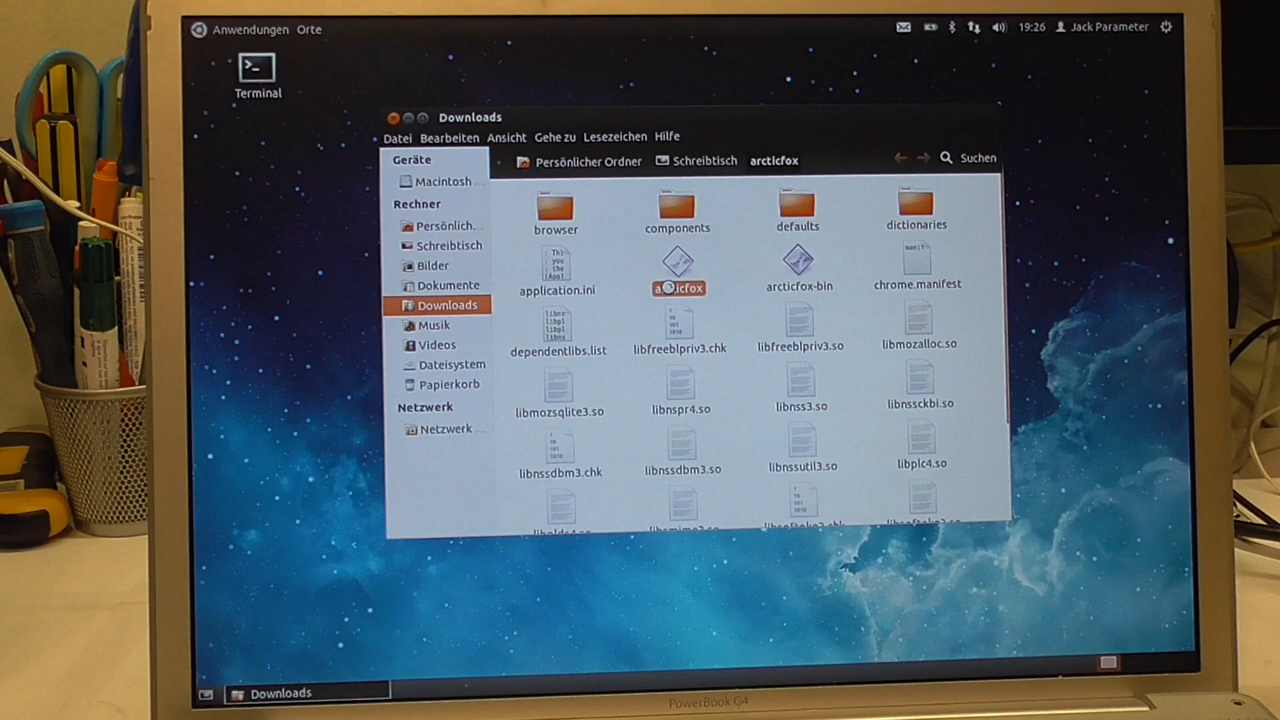 Anwendungen Orte
19:26 Jack Parameter
Terminal
Downloads
Datei Bearbeiten Ansicht Gehe zu Lesezeichen Hilfe
Persönlicher Ordner Schreibtisch arcticfox Suchen
Geräte
Macintosh ...
Rechner
Persönlich...
Schreibtisch
Bilder
Dokumente
Downloads
Musik
Videos
Dateisystem
Papierkorb
Netzwerk
Netzwerk ...
browser components defaults dictionaries
application.ini arcticfox arcticfox-bin chrome.manifest
dependentlibs.list libfreeblpriv3.chk libfreeblpriv3.so libmozalloc.so
libmozsqlite3.so libnspr4.so libnss3.so libnssckbi.so
libnssdbm3.chk libnssdbm3.so libnssutil3.so libplc4.so
Downloads
PowerBook G4